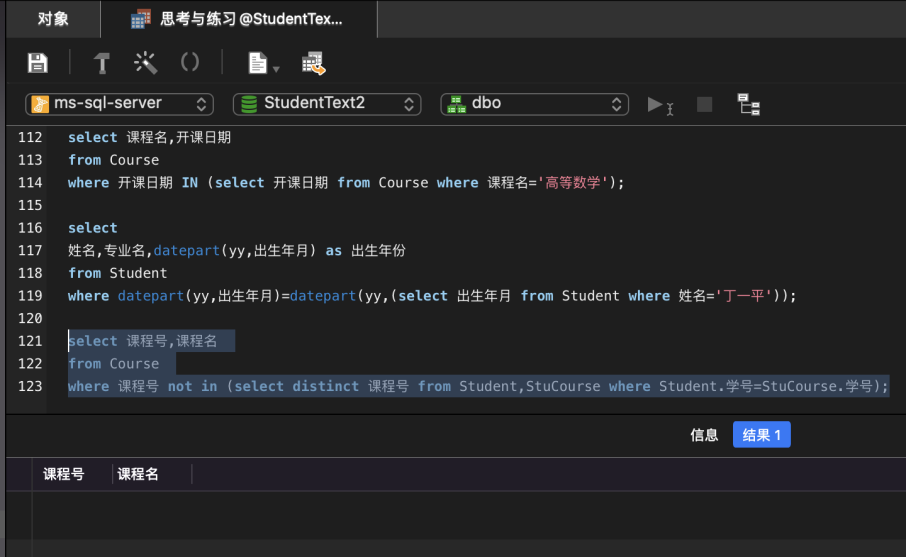 对象
思考与练习 @StudentTex...
ms-sql-server
StudentText2
dbo
112 select 课程名,开课日期
113 from Course
114 where 开课日期 IN (select 开课日期 from Course where 课程名='高等数学');
115
116 select
117 姓名,专业名,datepart(yy,出生年月) as 出生年份
118 from Student
119 where datepart(yy,出生年月)=datepart(yy,(select 出生年月 from Student where 姓名='丁一平'));
120
121 select 课程号,课程名
122 from Course
123 where 课程号 not in (select distinct 课程号 from Student,StuCourse where Student.学号=StuCourse.学号);
信息 结果 1
课程号 课程名